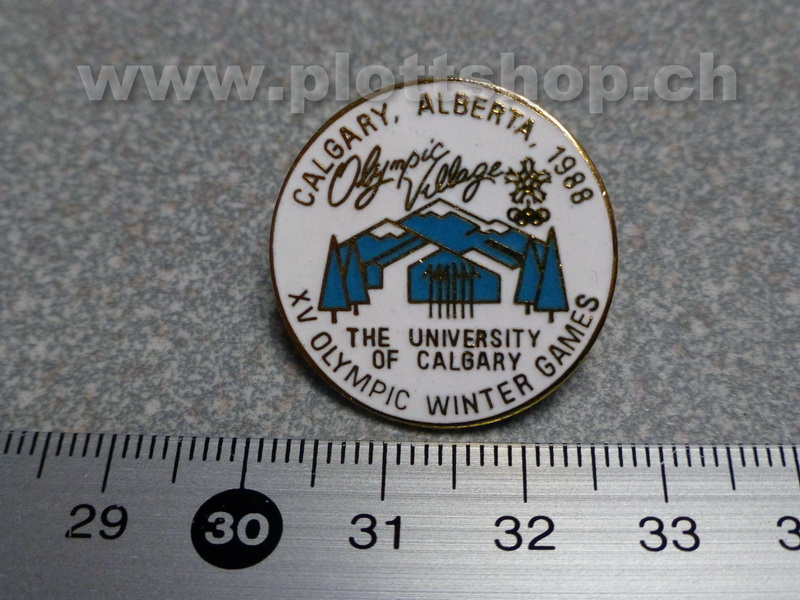 www.plottshop.ch
CALGARY, ALBERTA, 1988
Olympic
Village
THE UNIVERSITY
OF CALGARY
XV OLYMPIC WINTER GAMES
29 30 31 32 33